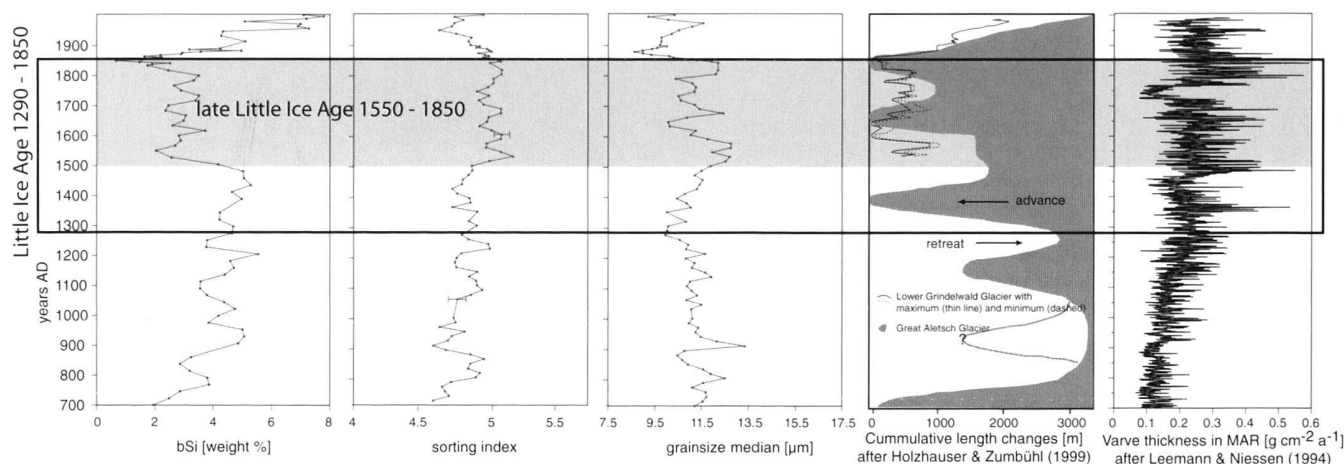 Little Ice Age 1290 - 1850
years AD
1900
1800
1700
1600
1500
1400
1300
1200
1100
1000
900
800
700
late Little Ice Age 1550 - 1850
0 2 4 6 8
bSi [weight %]
4 5
sorting index
7.5 9.5 11.5 13.5 15.5 17.5
grainsize median [µm]
advance
retreat
Lower Grindelwald Glacier with
maximum (thin line) and minimum (dashed)
Great Aletsch Glacier
?
0 1000 2000 3000
Cummulative length changes [m]
after Holzhauser & Zumbühl (1999)
0 0.1 0.2 0.3 0.4 0.5 0.6
Varve thickness in MAR [g cm⁻² a⁻¹]
after Leemann & Niessen (1994)